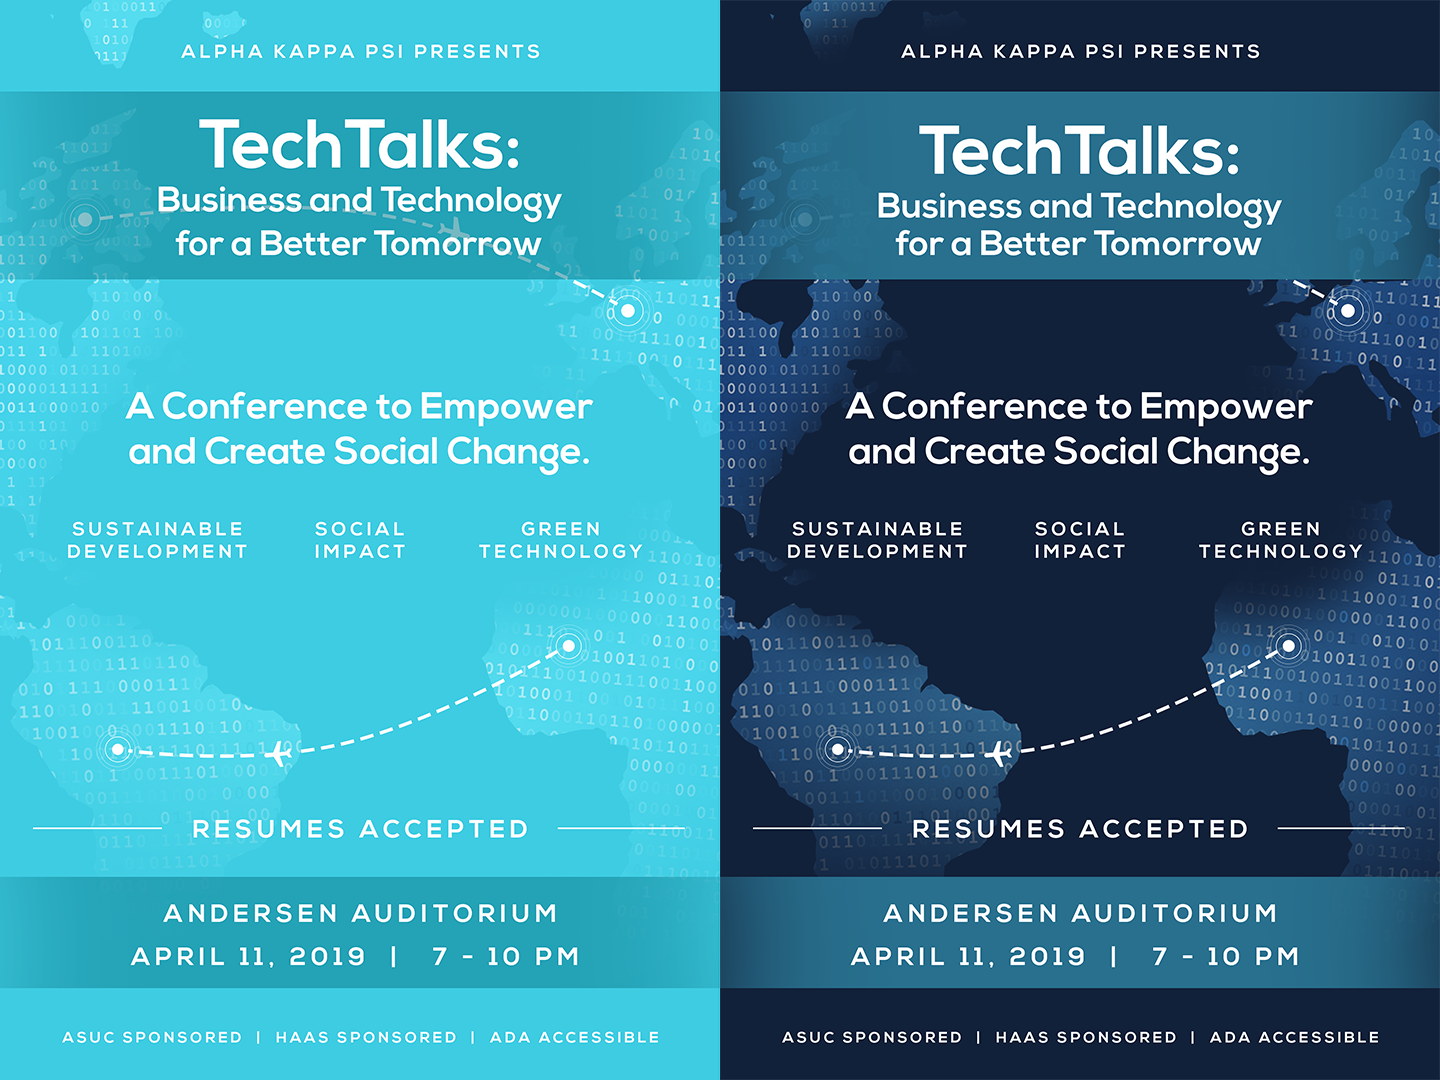 ALPHA KAPPA PSI PRESENTS
TechTalks:
Business and Technology
for a Better Tomorrow
A Conference to Empower
and Create Social Change.
SUSTAINABLE DEVELOPMENT
SOCIAL IMPACT
GREEN TECHNOLOGY
RESUMES ACCEPTED
ANDERSEN AUDITORIUM
APRIL 11, 2019 | 7 - 10 PM
ASUC SPONSORED | HAAS SPONSORED | ADA ACCESSIBLE
ALPHA KAPPA PSI PRESENTS
TechTalks:
Business and Technology
for a Better Tomorrow
A Conference to Empower
and Create Social Change.
SUSTAINABLE DEVELOPMENT
SOCIAL IMPACT
GREEN TECHNOLOGY
RESUMES ACCEPTED
ANDERSEN AUDITORIUM
APRIL 11, 2019 | 7 - 10 PM
ASUC SPONSORED | HAAS SPONSORED | ADA ACCESSIBLE